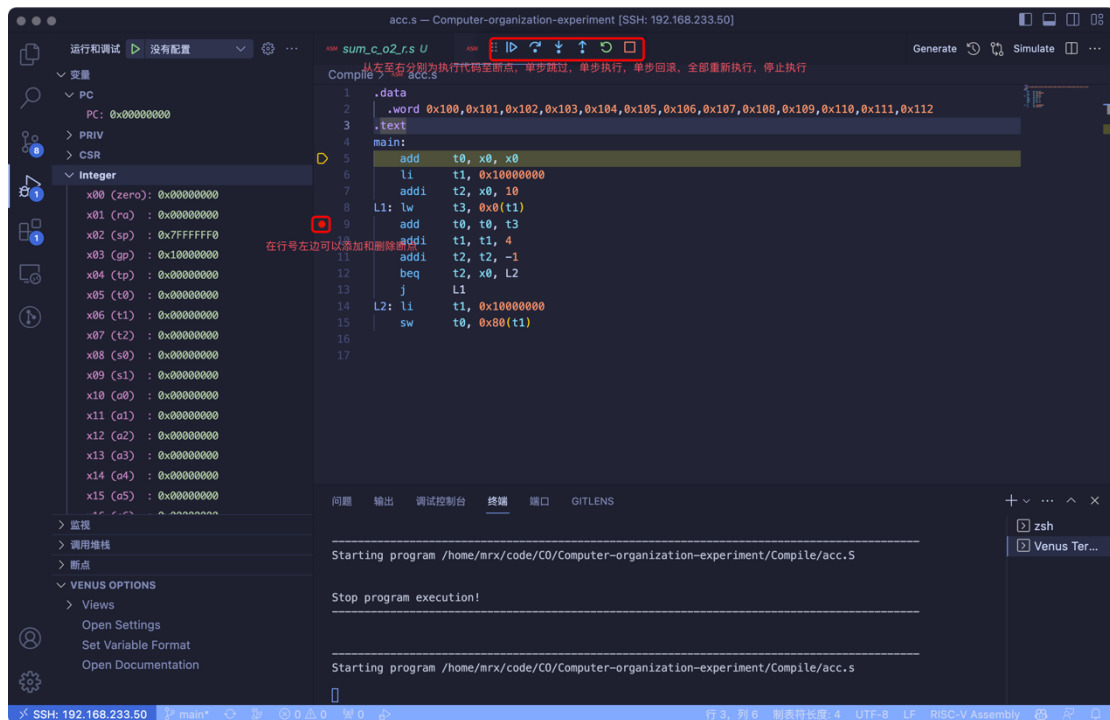 acc.s — Computer-organization-experiment [SSH: 192.168.233.50]
运行和调试 没有配置
sum_c_o2_r.s U
Generate Simulate
从左至右分别为执行代码至断点，单步跳过，单步执行，单步回滚，全部重新执行，停止执行
Compile > acc.s
变量
PC
PC: 0x00000000
PRIV
CSR
Integer
x00 (zero): 0x00000000
x01 (ra) : 0x00000000
x02 (sp) : 0x7FFFFFF0
x03 (gp) : 0x10000000
x04 (tp) : 0x00000000
x05 (t0) : 0x00000000
x06 (t1) : 0x00000000
x07 (t2) : 0x00000000
x08 (s0) : 0x00000000
x09 (s1) : 0x00000000
x10 (a0) : 0x00000000
x11 (a1) : 0x00000000
x12 (a2) : 0x00000000
x13 (a3) : 0x00000000
x14 (a4) : 0x00000000
x15 (a5) : 0x00000000
监视
调用堆栈
断点
VENUS OPTIONS
Views
Open Settings
Set Variable Format
Open Documentation
8
1
1
1 .data
2 .word 0x100,0x101,0x102,0x103,0x104,0x105,0x106,0x107,0x108,0x109,0x110,0x111,0x112
3 .text
4 main:
5 add t0, x0, x0
6 li t1, 0x10000000
7 addi t2, x0, 10
8 L1: lw t3, 0x0(t1)
9 add t0, t0, t3
10 addi t1, t1, 4
在行号左边可以添加和删除断点
11 addi t2, t2, -1
12 beq t2, x0, L2
13 j L1
14 L2: li t1, 0x10000000
15 sw t0, 0x80(t1)
16
17
问题 输出 调试控制台 终端 端口 GITLENS
zsh
Venus Ter...
Starting program /home/mrx/code/CO/Computer-organization-experiment/Compile/acc.S
Stop program execution!
Starting program /home/mrx/code/CO/Computer-organization-experiment/Compile/acc.s
SSH: 192.168.233.50 main* 0 0 0 行 3，列 6 制表符长度: 4 UTF-8 LF RISC-V Assembly